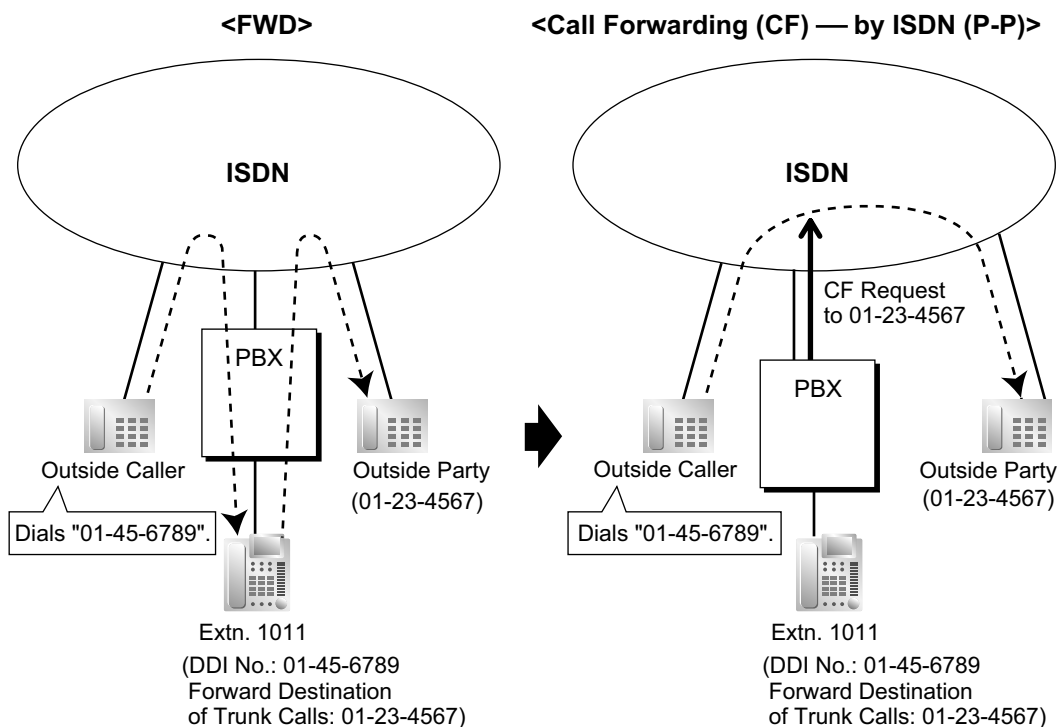 <FWD>
ISDN
PBX
Outside Caller
Dials "01-45-6789".
Outside Party
(01-23-4567)
Extn. 1011
(DDI No.: 01-45-6789
Forward Destination
of Trunk Calls: 01-23-4567)
<Call Forwarding (CF) — by ISDN (P-P)>
ISDN
CF Request
to 01-23-4567
PBX
Outside Caller
Dials "01-45-6789".
Outside Party
(01-23-4567)
Extn. 1011
(DDI No.: 01-45-6789
Forward Destination
of Trunk Calls: 01-23-4567)